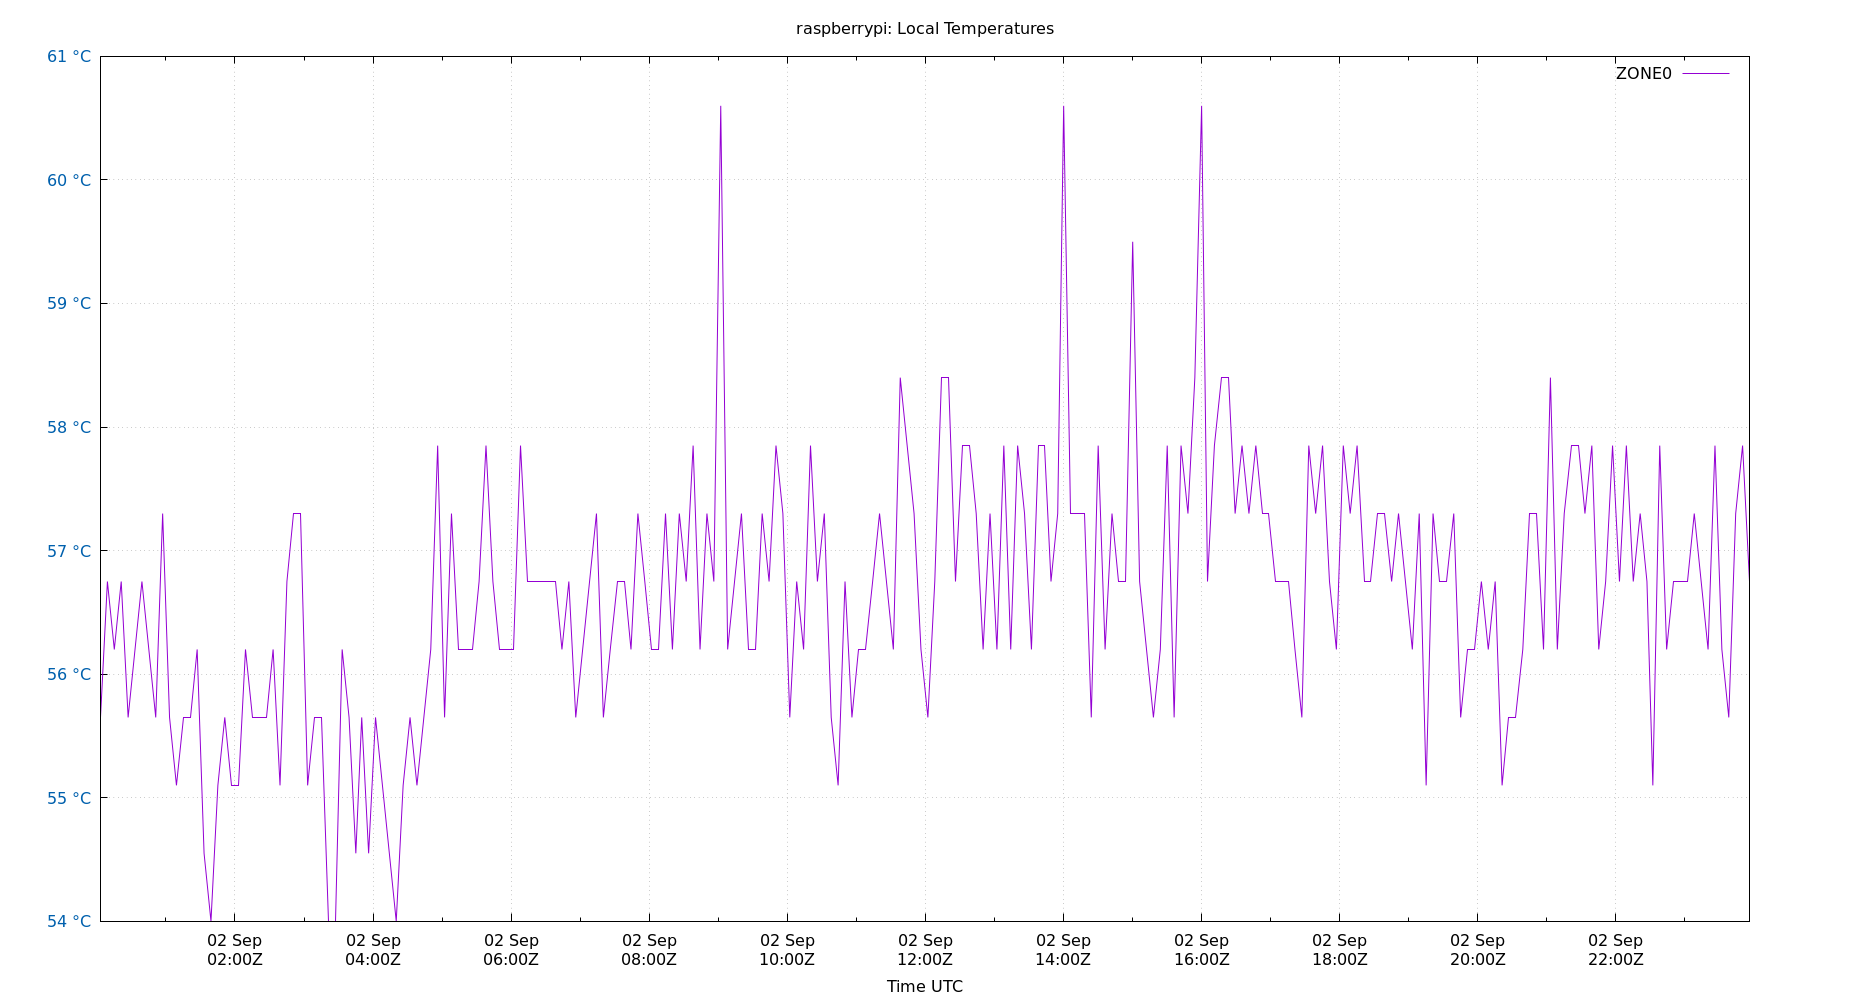 raspberrypi: Local Temperatures
ZONE0
61 °C
60 °C
59 °C
58 °C
57 °C
56 °C
55 °C
54 °C
02 Sep 02 Sep 02 Sep 02 Sep 02 Sep 02 Sep 02 Sep 02 Sep 02 Sep 02 Sep 02 Sep
02:00Z 04:00Z 06:00Z 08:00Z 10:00Z 12:00Z 14:00Z 16:00Z 18:00Z 20:00Z 22:00Z
Time UTC